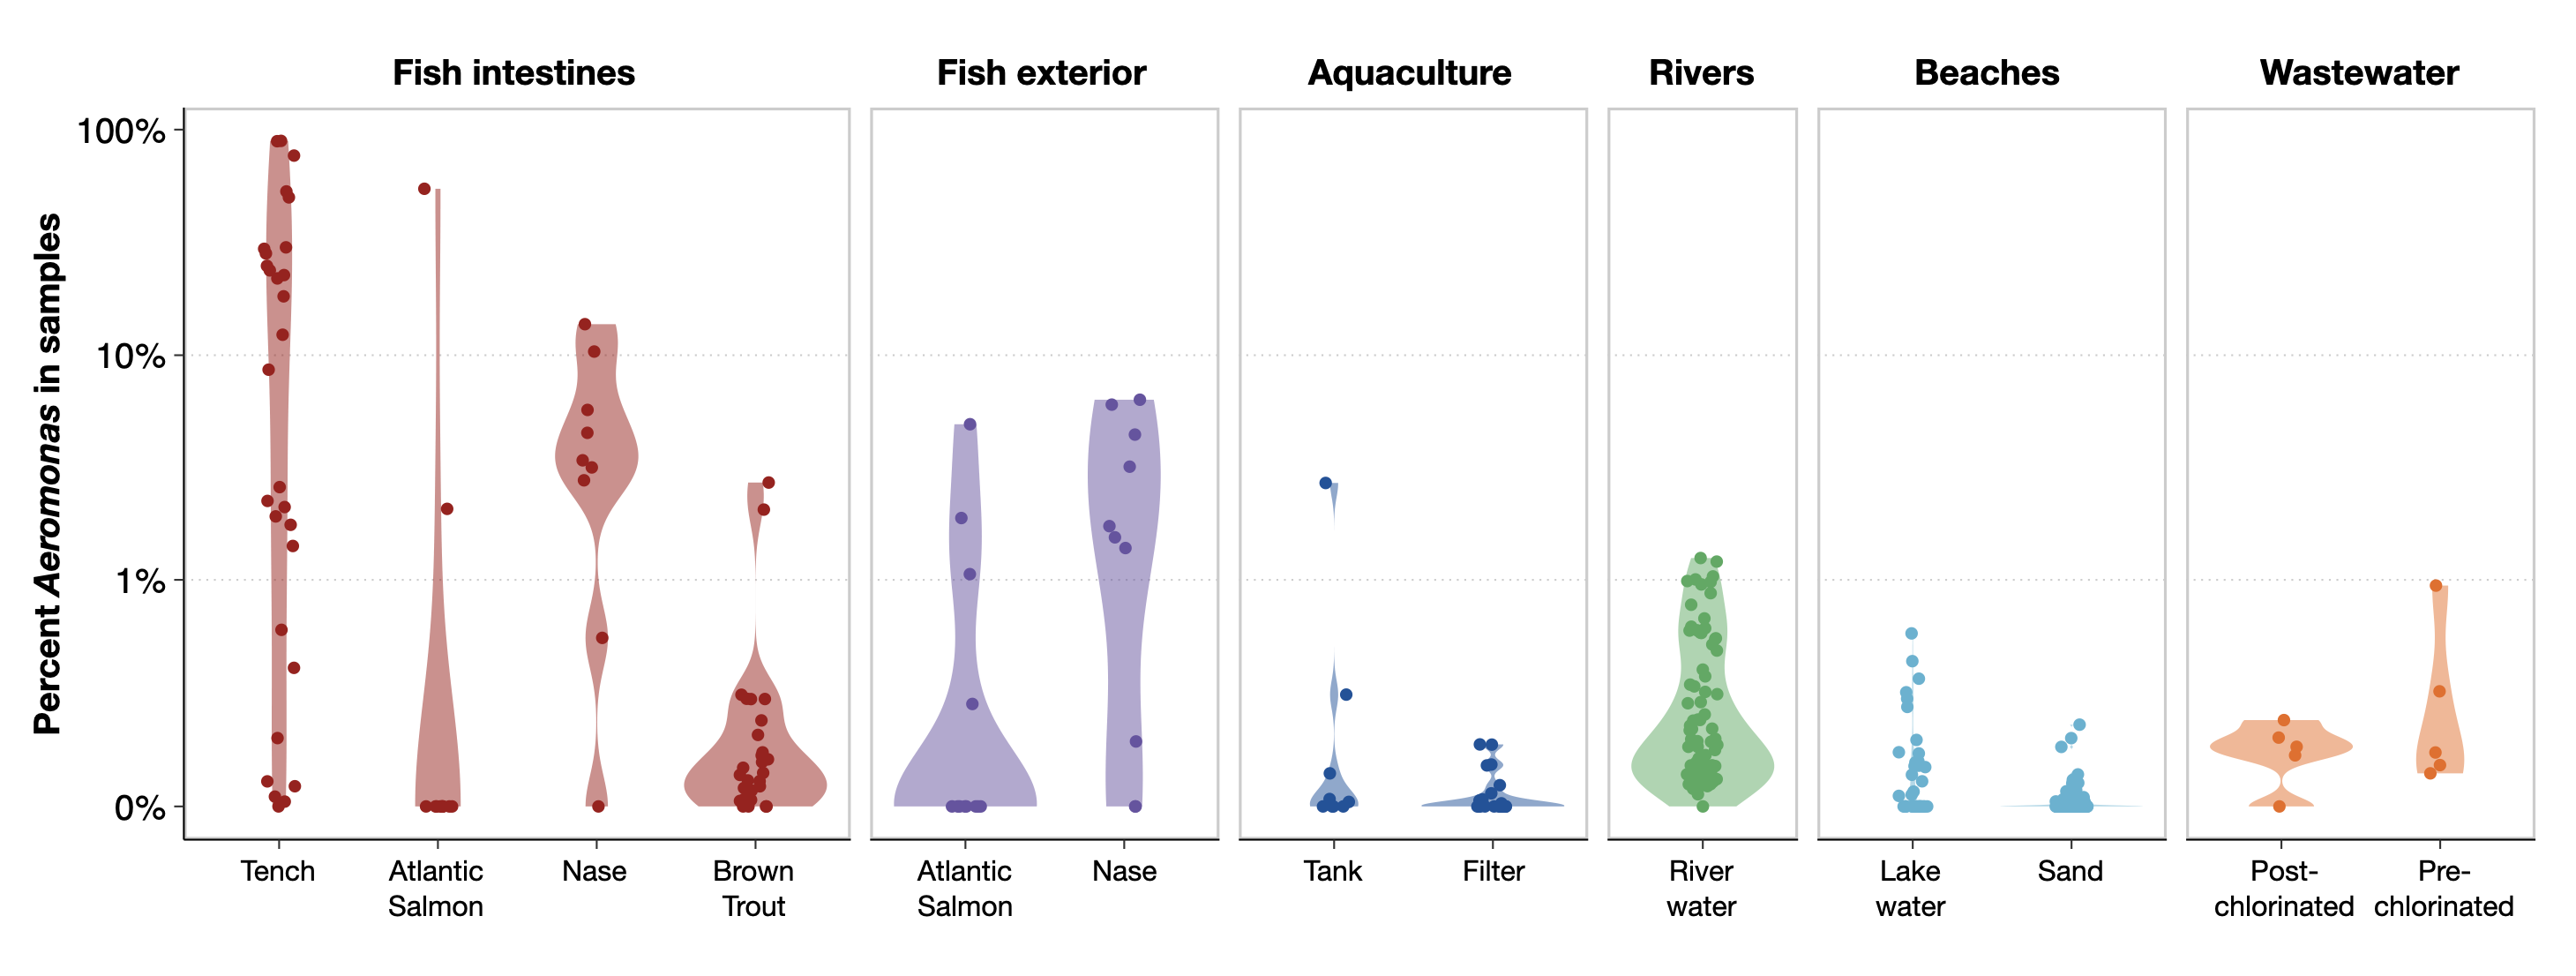 Fish intestines
Fish exterior
Aquaculture
Rivers
Beaches
Wastewater
Percent Aeromonas in samples
100%
10%
1%
0%
Tench
Atlantic
Salmon
Nase
Brown
Trout
Atlantic
Salmon
Nase
Tank
Filter
River
water
Lake
water
Sand
Post-
chlorinated
Pre-
chlorinated